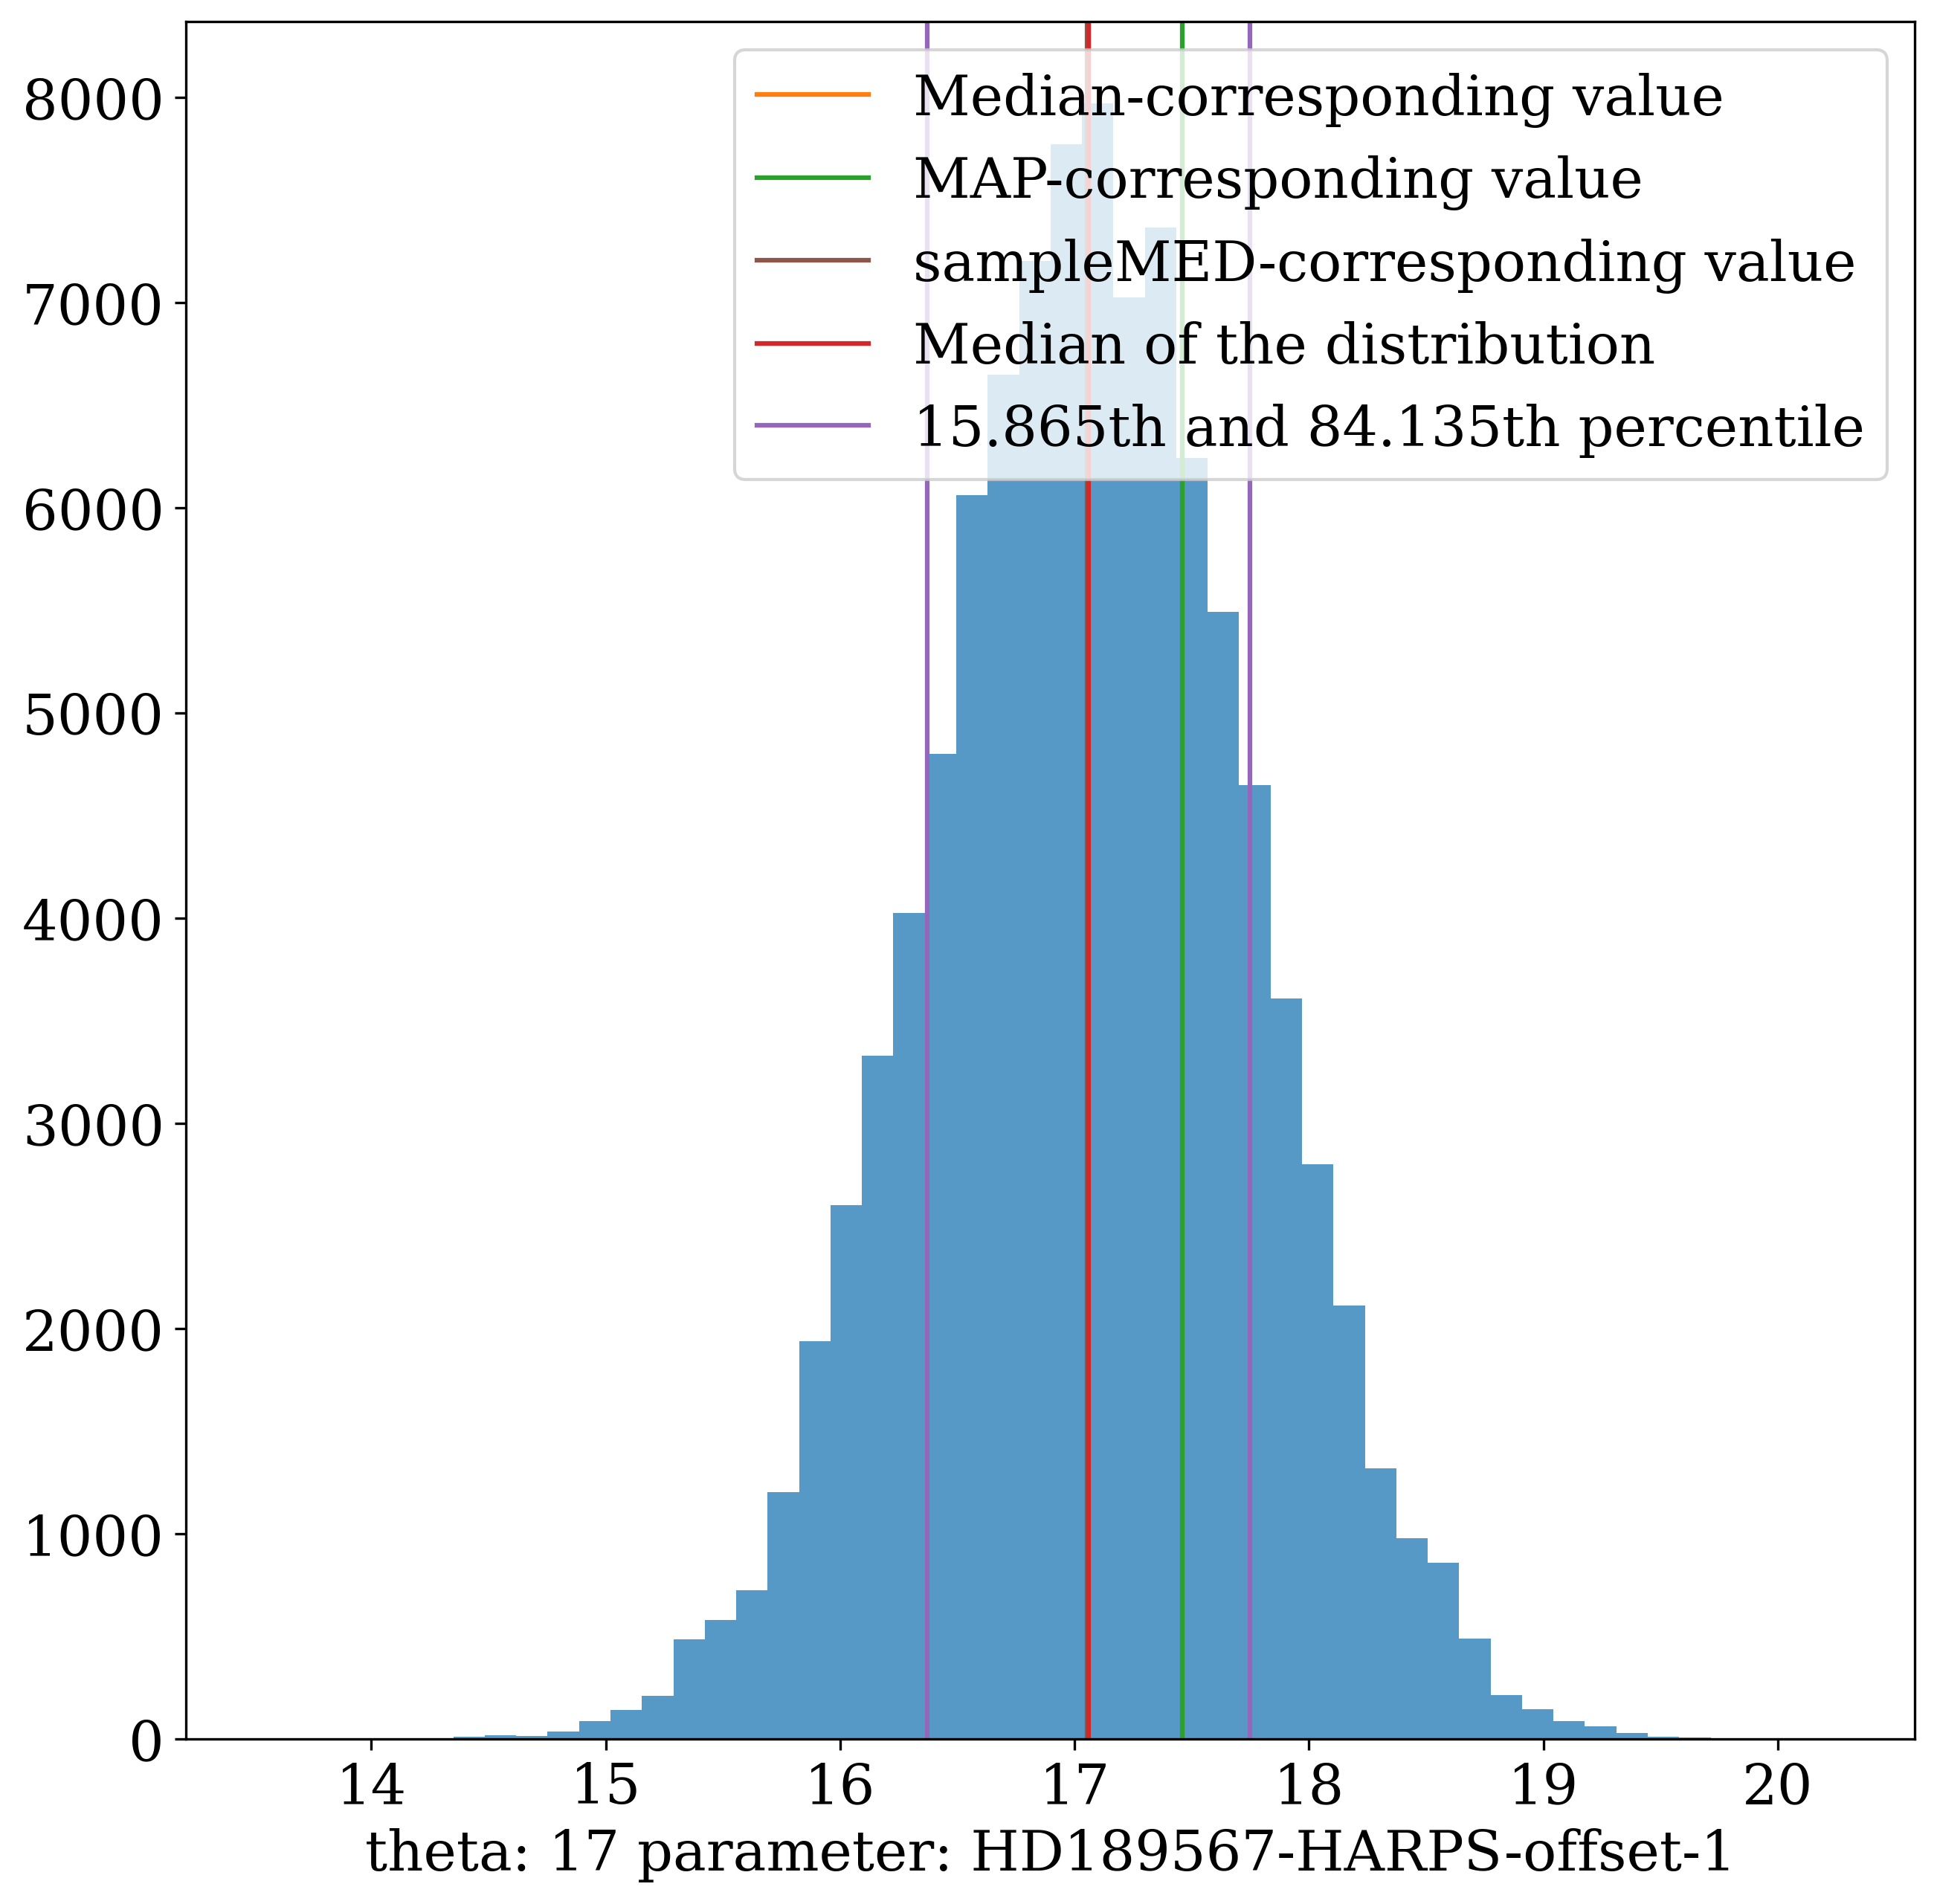 8000
7000
6000
5000
4000
3000
2000
1000
0
Median-corresponding value
MAP-corresponding value
sampleMED-corresponding value
Median of the distribution
15.865th and 84.135th percentile
14 15 16 17 18 19 20
theta: 17 parameter: HD189567-HARPS-offset-1